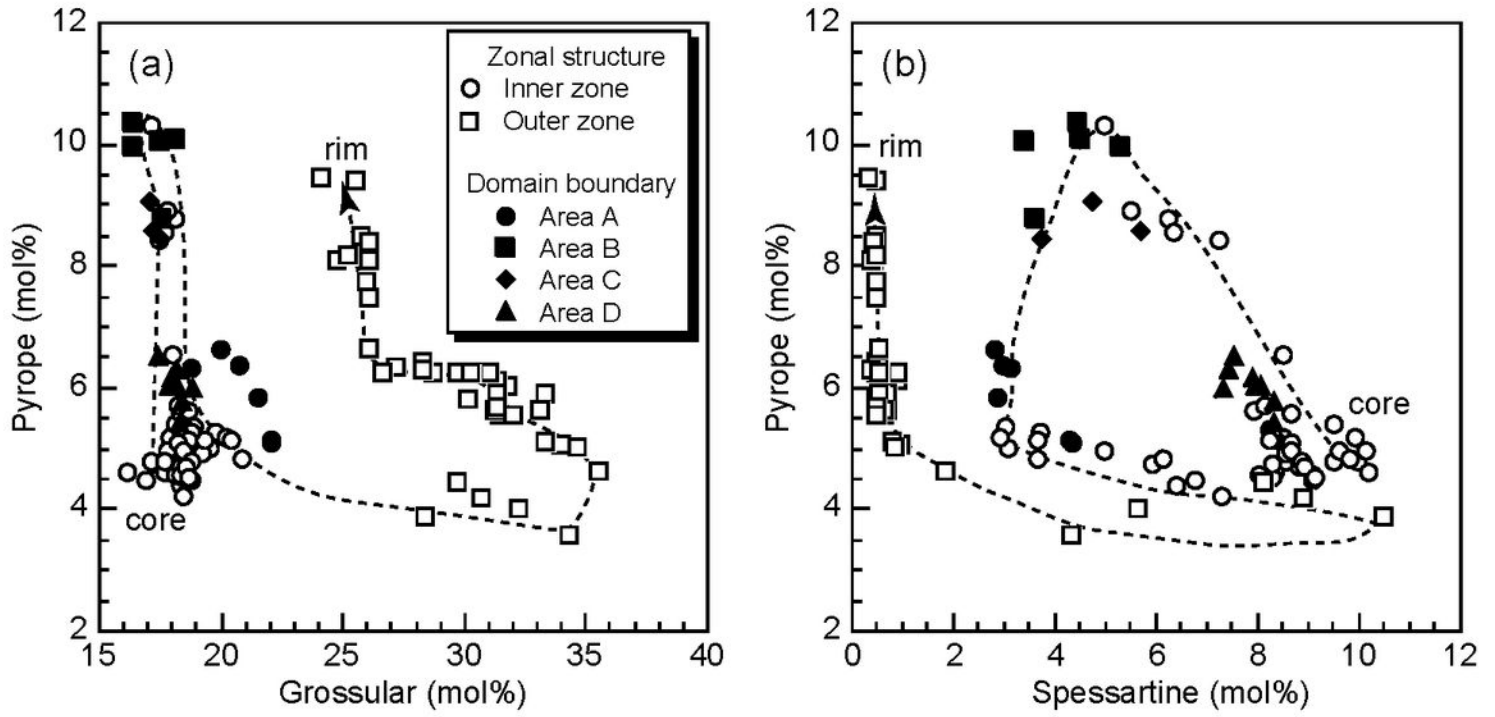 12
10
8
6
4
2
Pyrope (mol%)
(a)
rim
core
Zonal structure
Inner zone
Outer zone
Domain boundary
Area A
Area B
Area C
Area D
15 20 25 30 35 40
Grossular (mol%)
12
10
8
6
4
2
Pyrope (mol%)
(b)
rim
core
0 2 4 6 8 10 12
Spessartine (mol%)